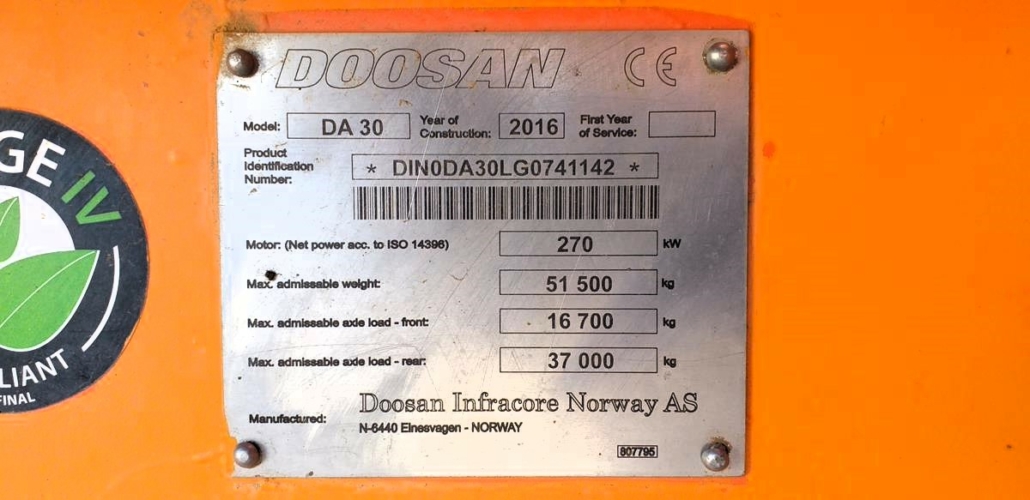 DOOSAN CE
Model: DA 30 Year of Construction: 2016 First Year of Service:
Product Identification Number: * DIN0DA30LG0741142 *
Motor: (Net power acc. to ISO 14396) 270 kW
Max. admissable weight: 51 500 kg
Max. admissable axle load - front: 16 700 kg
Max. admissable axle load - rear: 37 000 kg
Manufactured: Doosan Infracore Norway AS
N-6440 Elnesvagen - NORWAY
807795
IV
FINAL